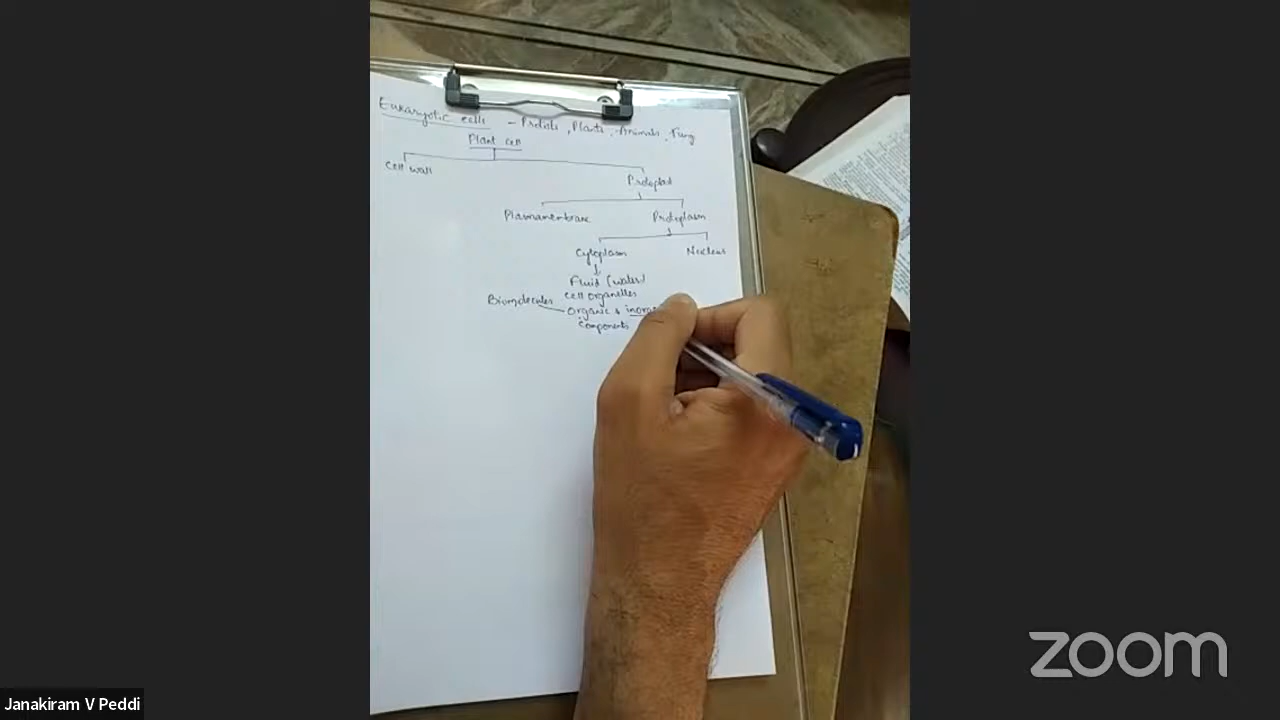 Eukaryotic cells - Protists, Plants, Animals, Fungi
Plant cell
Cell wall
Protoplast
Plasmamembrane
Protoplasm
Cytoplasm
Nucleus
Fluid (water)
Cell organelles
Biomolecules
Organic & inorg
Components
Janakiram V Peddi
zoom